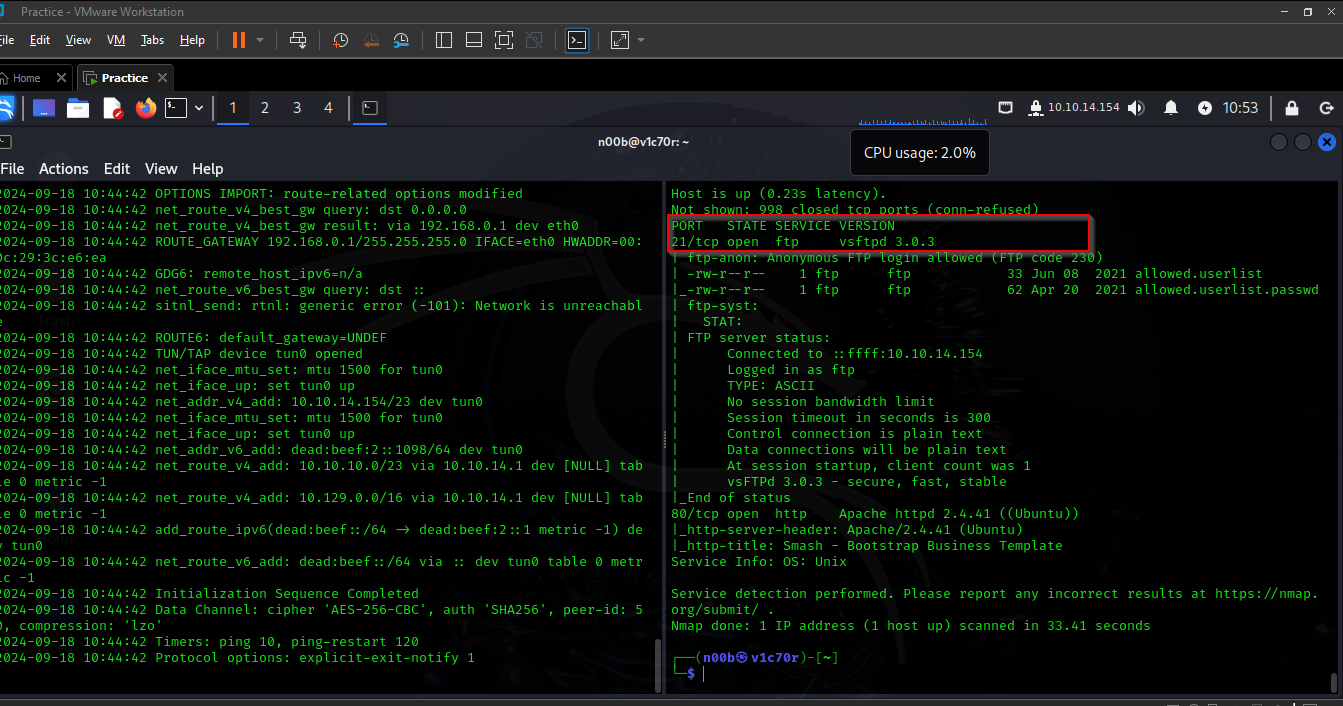 Practice - VMware Workstation
ile Edit View VM Tabs Help
Home Practice
1 2 3 4 10.10.14.154 10:53
n00b@v1c70r: ~
CPU usage: 2.0%
File Actions Edit View Help
2024-09-18 10:44:42 OPTIONS IMPORT: route-related options modified
2024-09-18 10:44:42 net_route_v4_best_gw query: dst 0.0.0.0
2024-09-18 10:44:42 net_route_v4_best_gw result: via 192.168.0.1 dev eth0
2024-09-18 10:44:42 ROUTE_GATEWAY 192.168.0.1/255.255.255.0 IFACE=eth0 HWADDR=00:
0c:29:3c:e6:ea
2024-09-18 10:44:42 GDG6: remote_host_ipv6=n/a
2024-09-18 10:44:42 net_route_v6_best_gw query: dst ::
2024-09-18 10:44:42 sitnl_send: rtnl: generic error (-101): Network is unreachabl
e
2024-09-18 10:44:42 ROUTE6: default_gateway=UNDEF
2024-09-18 10:44:42 TUN/TAP device tun0 opened
2024-09-18 10:44:42 net_iface_mtu_set: mtu 1500 for tun0
2024-09-18 10:44:42 net_iface_up: set tun0 up
2024-09-18 10:44:42 net_addr_v4_add: 10.10.14.154/23 dev tun0
2024-09-18 10:44:42 net_iface_mtu_set: mtu 1500 for tun0
2024-09-18 10:44:42 net_iface_up: set tun0 up
2024-09-18 10:44:42 net_addr_v6_add: dead:beef:2::1098/64 dev tun0
2024-09-18 10:44:42 net_route_v4_add: 10.10.10.0/23 via 10.10.14.1 dev [NULL] tab
le 0 metric -1
2024-09-18 10:44:42 net_route_v4_add: 10.129.0.0/16 via 10.10.14.1 dev [NULL] tab
le 0 metric -1
2024-09-18 10:44:42 add_route_ipv6(dead:beef::/64 -> dead:beef:2::1 metric -1) de
v tun0
2024-09-18 10:44:42 net_route_v6_add: dead:beef::/64 via :: dev tun0 table 0 metr
ic -1
2024-09-18 10:44:42 Initialization Sequence Completed
2024-09-18 10:44:42 Data Channel: cipher 'AES-256-CBC', auth 'SHA256', peer-id: 5
0, compression: 'lzo'
2024-09-18 10:44:42 Timers: ping 10, ping-restart 120
2024-09-18 10:44:42 Protocol options: explicit-exit-notify 1
Host is up (0.23s latency).
Not shown: 998 closed tcp ports (conn-refused)
PORT   STATE SERVICE VERSION
21/tcp open  ftp     vsftpd 3.0.3
| ftp-anon: Anonymous FTP login allowed (FTP code 230)
| -rw-r--r--    1 ftp      ftp            33 Jun 08  2021 allowed.userlist
|_-rw-r--r--    1 ftp      ftp            62 Apr 20  2021 allowed.userlist.passwd
| ftp-syst:
|   STAT:
| FTP server status:
|      Connected to ::ffff:10.10.14.154
|      Logged in as ftp
|      TYPE: ASCII
|      No session bandwidth limit
|      Session timeout in seconds is 300
|      Control connection is plain text
|      Data connections will be plain text
|      At session startup, client count was 1
|      vsFTPd 3.0.3 - secure, fast, stable
|_End of status
80/tcp open  http    Apache httpd 2.4.41 ((Ubuntu))
|_http-server-header: Apache/2.4.41 (Ubuntu)
|_http-title: Smash - Bootstrap Business Template
Service Info: OS: Unix
Service detection performed. Please report any incorrect results at https://nmap.
org/submit/ .
Nmap done: 1 IP address (1 host up) scanned in 33.41 seconds
(n00b㉿v1c70r)-[~]
$